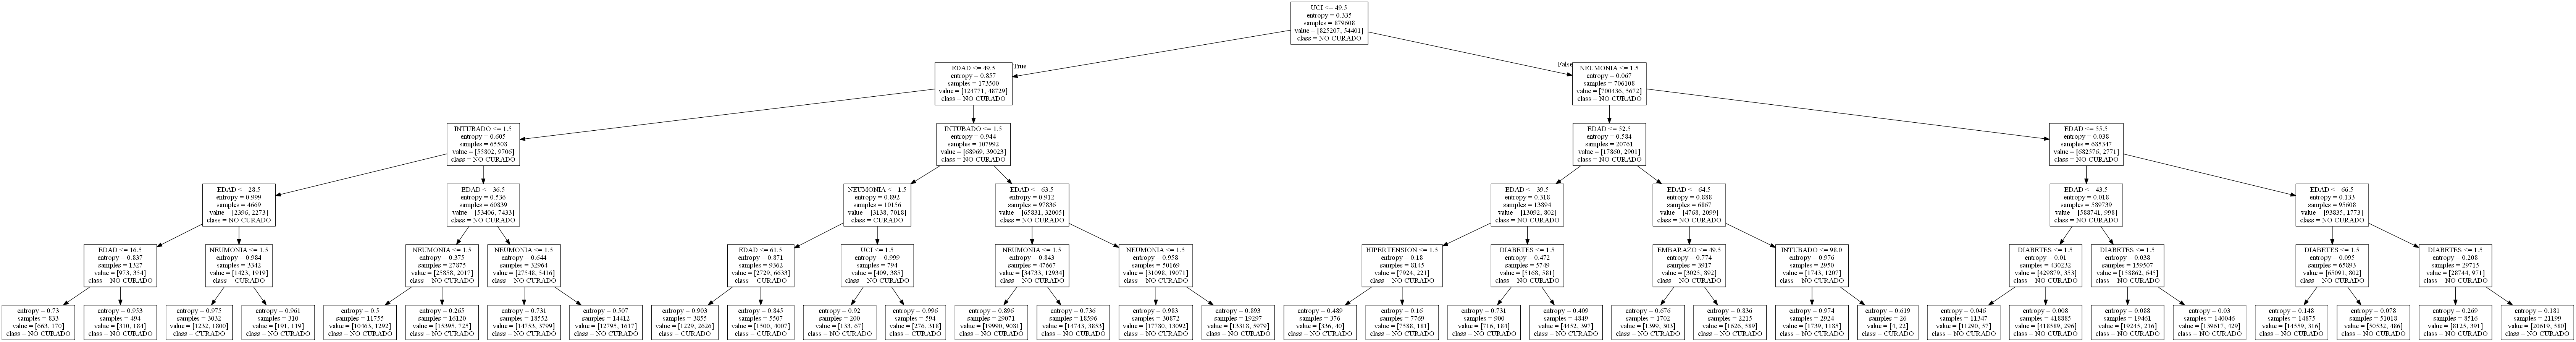 UCI <= 49.5
entropy = 0.335
samples = 879608
value = [825207, 54401]
class = NO CURADO
True
False
EDAD <= 49.5
entropy = 0.857
samples = 173500
value = [124771, 48729]
class = NO CURADO
NEUMONIA <= 1.5
entropy = 0.067
samples = 706108
value = [700436, 5672]
class = NO CURADO
INTUBADO <= 1.5
entropy = 0.605
samples = 65508
value = [55802, 9706]
class = NO CURADO
INTUBADO <= 1.5
entropy = 0.944
samples = 107992
value = [68969, 39023]
class = NO CURADO
EDAD <= 52.5
entropy = 0.584
samples = 20761
value = [17860, 2901]
class = NO CURADO
EDAD <= 55.5
entropy = 0.038
samples = 685347
value = [682576, 2771]
class = NO CURADO
EDAD <= 28.5
entropy = 0.999
samples = 4669
value = [2396, 2273]
class = NO CURADO
EDAD <= 36.5
entropy = 0.536
samples = 60839
value = [53406, 7433]
class = NO CURADO
NEUMONIA <= 1.5
entropy = 0.892
samples = 10156
value = [3138, 7018]
class = CURADO
EDAD <= 63.5
entropy = 0.912
samples = 97836
value = [65831, 32005]
class = NO CURADO
EDAD <= 39.5
entropy = 0.318
samples = 13894
value = [13092, 802]
class = NO CURADO
EDAD <= 64.5
entropy = 0.888
samples = 6867
value = [4768, 2099]
class = NO CURADO
EDAD <= 43.5
entropy = 0.018
samples = 589739
value = [588741, 998]
class = NO CURADO
EDAD <= 66.5
entropy = 0.133
samples = 95608
value = [93835, 1773]
class = NO CURADO
EDAD <= 16.5
entropy = 0.837
samples = 1327
value = [973, 354]
class = NO CURADO
NEUMONIA <= 1.5
entropy = 0.984
samples = 3342
value = [1423, 1919]
class = CURADO
NEUMONIA <= 1.5
entropy = 0.375
samples = 27875
value = [25858, 2017]
class = NO CURADO
NEUMONIA <= 1.5
entropy = 0.644
samples = 32964
value = [27548, 5416]
class = NO CURADO
EDAD <= 61.5
entropy = 0.871
samples = 9362
value = [2729, 6633]
class = CURADO
UCI <= 1.5
entropy = 0.999
samples = 794
value = [409, 385]
class = NO CURADO
NEUMONIA <= 1.5
entropy = 0.843
samples = 47667
value = [34733, 12934]
class = NO CURADO
NEUMONIA <= 1.5
entropy = 0.958
samples = 50169
value = [31098, 19071]
class = NO CURADO
HIPERTENSION <= 1.5
entropy = 0.18
samples = 8145
value = [7924, 221]
class = NO CURADO
DIABETES <= 1.5
entropy = 0.472
samples = 5749
value = [5168, 581]
class = NO CURADO
EMBARAZO <= 49.5
entropy = 0.774
samples = 3917
value = [3025, 892]
class = NO CURADO
INTUBADO <= 98.0
entropy = 0.976
samples = 2950
value = [1743, 1207]
class = NO CURADO
DIABETES <= 1.5
entropy = 0.01
samples = 430232
value = [429879, 353]
class = NO CURADO
DIABETES <= 1.5
entropy = 0.038
samples = 159507
value = [158862, 645]
class = NO CURADO
DIABETES <= 1.5
entropy = 0.095
samples = 65893
value = [65091, 802]
class = NO CURADO
DIABETES <= 1.5
entropy = 0.208
samples = 29715
value = [28744, 971]
class = NO CURADO
entropy = 0.73
samples = 833
value = [663, 170]
class = NO CURADO
entropy = 0.953
samples = 494
value = [310, 184]
class = NO CURADO
entropy = 0.975
samples = 3032
value = [1232, 1800]
class = CURADO
entropy = 0.961
samples = 310
value = [191, 119]
class = NO CURADO
entropy = 0.5
samples = 11755
value = [10463, 1292]
class = NO CURADO
entropy = 0.265
samples = 16120
value = [15395, 725]
class = NO CURADO
entropy = 0.731
samples = 18552
value = [14753, 3799]
class = NO CURADO
entropy = 0.507
samples = 14412
value = [12795, 1617]
class = NO CURADO
entropy = 0.903
samples = 3855
value = [1229, 2626]
class = CURADO
entropy = 0.845
samples = 5507
value = [1500, 4007]
class = CURADO
entropy = 0.92
samples = 200
value = [133, 67]
class = NO CURADO
entropy = 0.996
samples = 594
value = [276, 318]
class = CURADO
entropy = 0.896
samples = 29071
value = [19990, 9081]
class = NO CURADO
entropy = 0.736
samples = 18596
value = [14743, 3853]
class = NO CURADO
entropy = 0.983
samples = 30872
value = [17780, 13092]
class = NO CURADO
entropy = 0.893
samples = 19297
value = [13318, 5979]
class = NO CURADO
entropy = 0.489
samples = 376
value = [336, 40]
class = NO CURADO
entropy = 0.16
samples = 7769
value = [7588, 181]
class = NO CURADO
entropy = 0.731
samples = 900
value = [716, 184]
class = NO CURADO
entropy = 0.409
samples = 4849
value = [4452, 397]
class = NO CURADO
entropy = 0.676
samples = 1702
value = [1399, 303]
class = NO CURADO
entropy = 0.836
samples = 2215
value = [1626, 589]
class = NO CURADO
entropy = 0.974
samples = 2924
value = [1739, 1185]
class = NO CURADO
entropy = 0.619
samples = 26
value = [4, 22]
class = CURADO
entropy = 0.046
samples = 11347
value = [11290, 57]
class = NO CURADO
entropy = 0.008
samples = 418885
value = [418589, 296]
class = NO CURADO
entropy = 0.088
samples = 19461
value = [19245, 216]
class = NO CURADO
entropy = 0.03
samples = 140046
value = [139617, 429]
class = NO CURADO
entropy = 0.148
samples = 14875
value = [14559, 316]
class = NO CURADO
entropy = 0.078
samples = 51018
value = [50532, 486]
class = NO CURADO
entropy = 0.269
samples = 8516
value = [8125, 391]
class = NO CURADO
entropy = 0.181
samples = 21199
value = [20619, 580]
class = NO CURADO